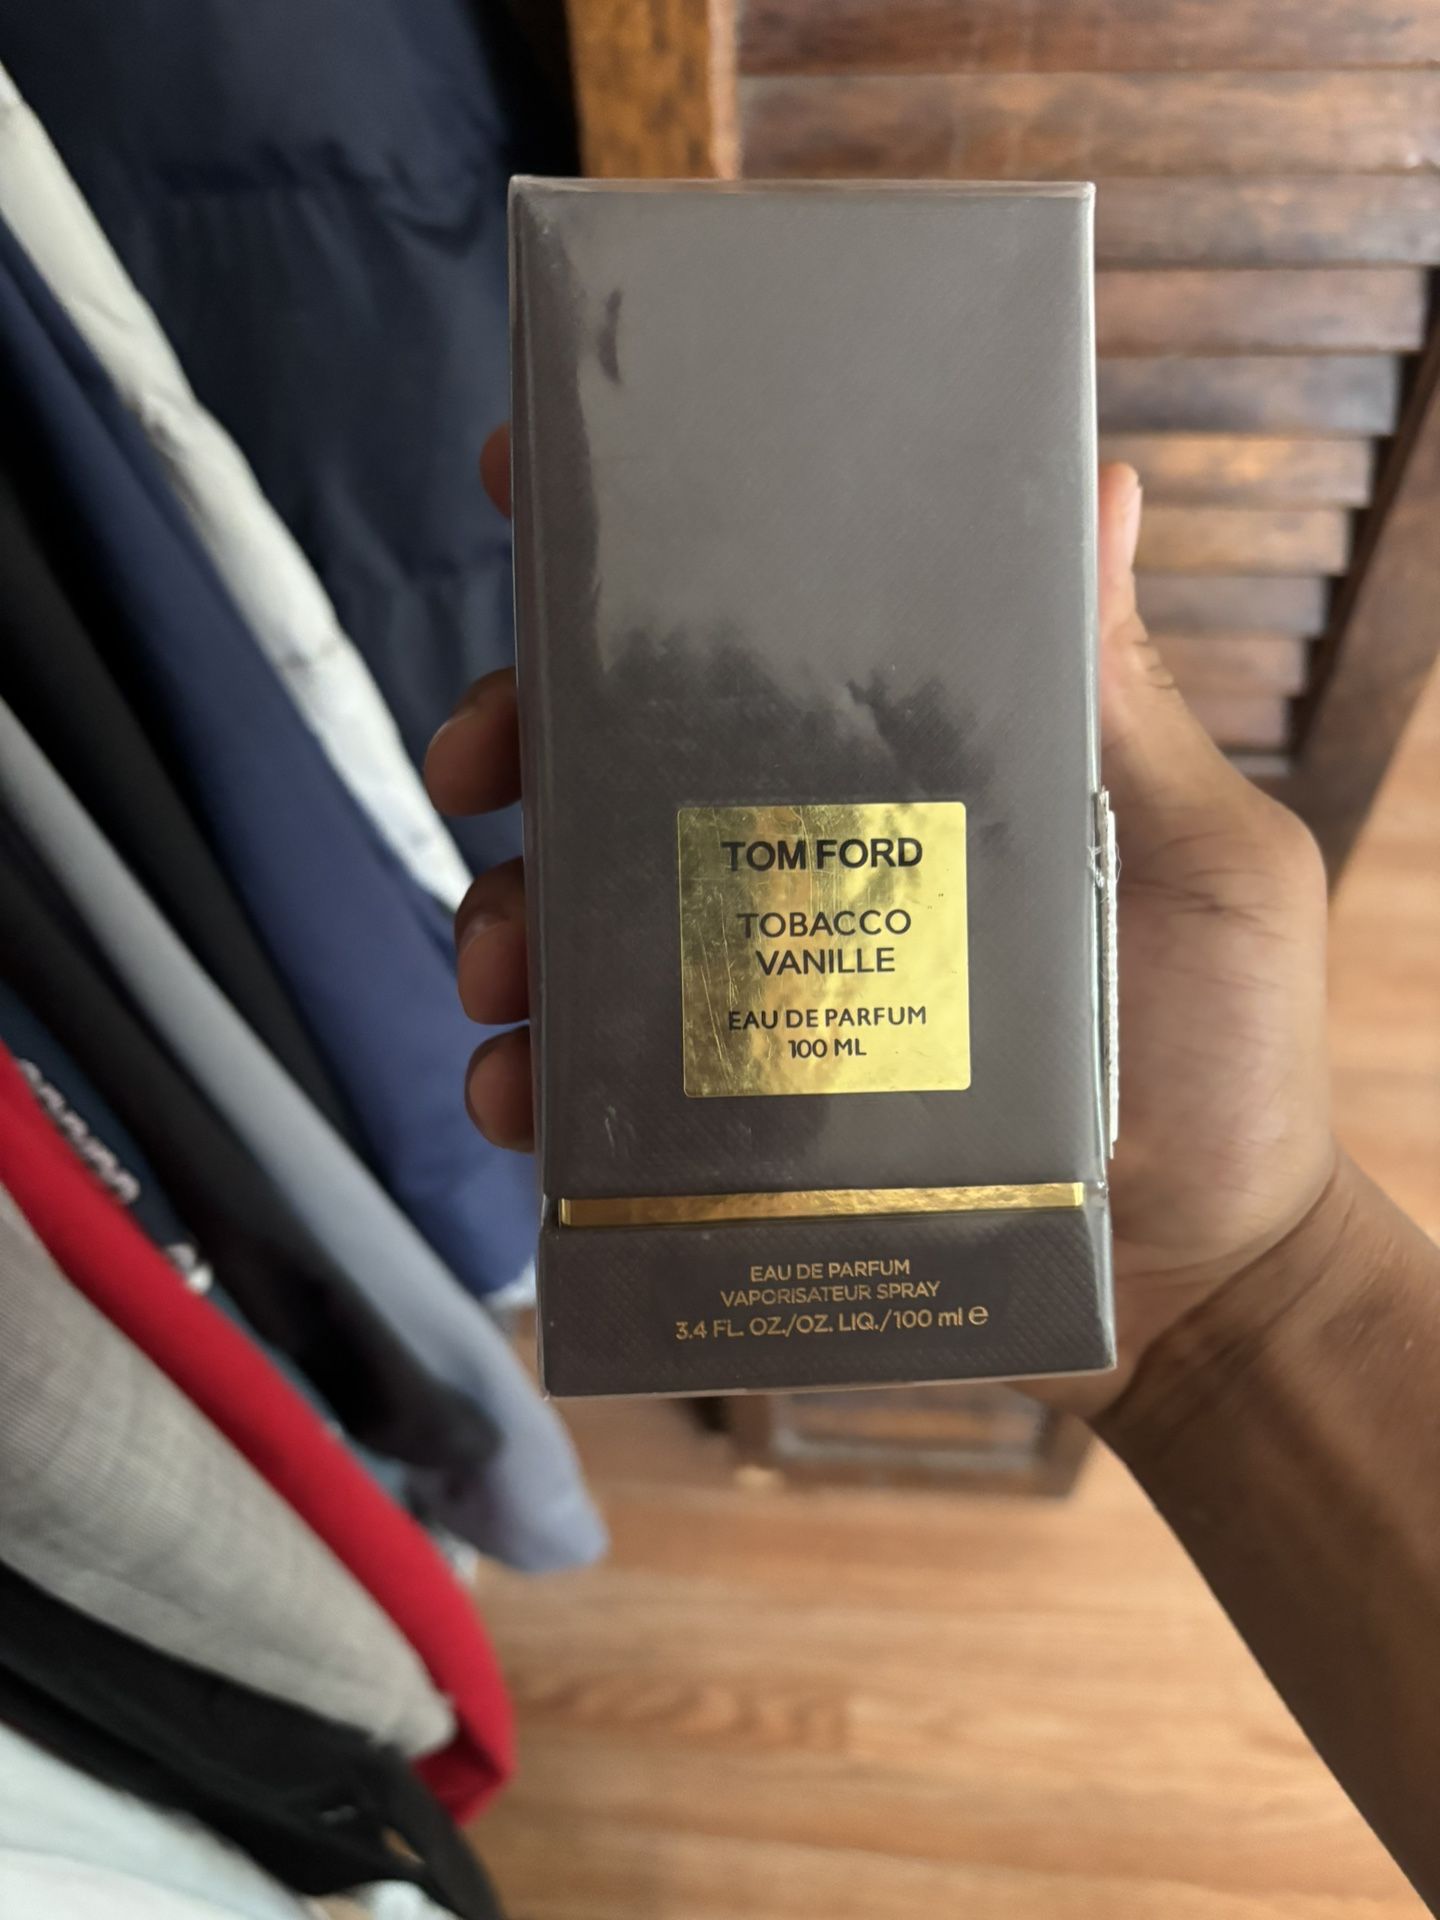 TOM FORD
TOBACCO
VANILLE
EAU DE PARFUM
100 ML
EAU DE PARFUM
VAPORISATEUR SPRAY
3.4 FL. OZ./OZ. LIQ./100 ml ℮